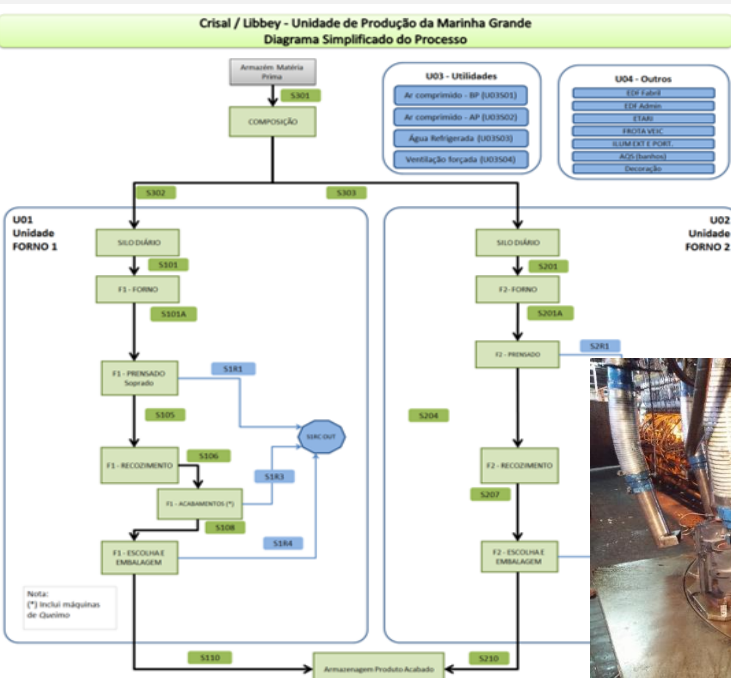 Crisal / Libbey - Unidade de Produção da Marinha Grande
Diagrama Simplificado do Processo
Armazém Matéria
Prima
S301
COMPOSIÇÃO
U03 - Utilidades
Ar comprimido - BP (U03S01)
Ar comprimido - AP (U03S02)
Água Refrigerada (U03S03)
Ventilação forçada (U03S04)
U04 - Outros
EDF Fabril
EDF Admin
ETARI
FROTA VEIC
ILUM EXT E PORT.
AQS (banhos)
Decoração
S302
S303
U01
Unidade
FORNO 1
SILO DIÁRIO
S101
F1 - FORNO
S101A
F1 - PRENSADO
Soprado
S1R1
S105
S1RC OUT
F1 - RECOZIMENTO
S106
S1R3
F1 - ACABAMENTOS (*)
S108
F1 - ESCOLHA E
EMBALAGEM
S1R4
Nota:
(*) Inclui máquinas
de Queimo
S110
U02
Unidade
FORNO 2
SILO DIÁRIO
S201
F2- FORNO
S201A
F2 - PRENSADO
S2R1
S204
F2 - RECOZIMENTO
S207
F2 - ESCOLHA E
EMBALAGEM
S210
Armazenagem Produto Acabado